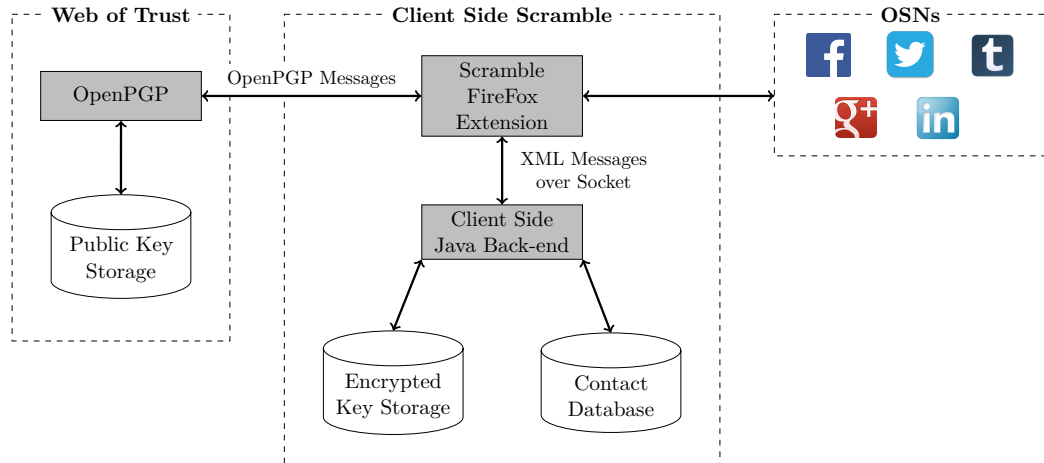 Web of Trust
Client Side Scramble
OSNs
OpenPGP
OpenPGP Messages
Scramble
FireFox
Extension
f
t
g+
in
XML Messages
over Socket
Client Side
Java Back-end
Public Key
Storage
Encrypted
Key Storage
Contact
Database